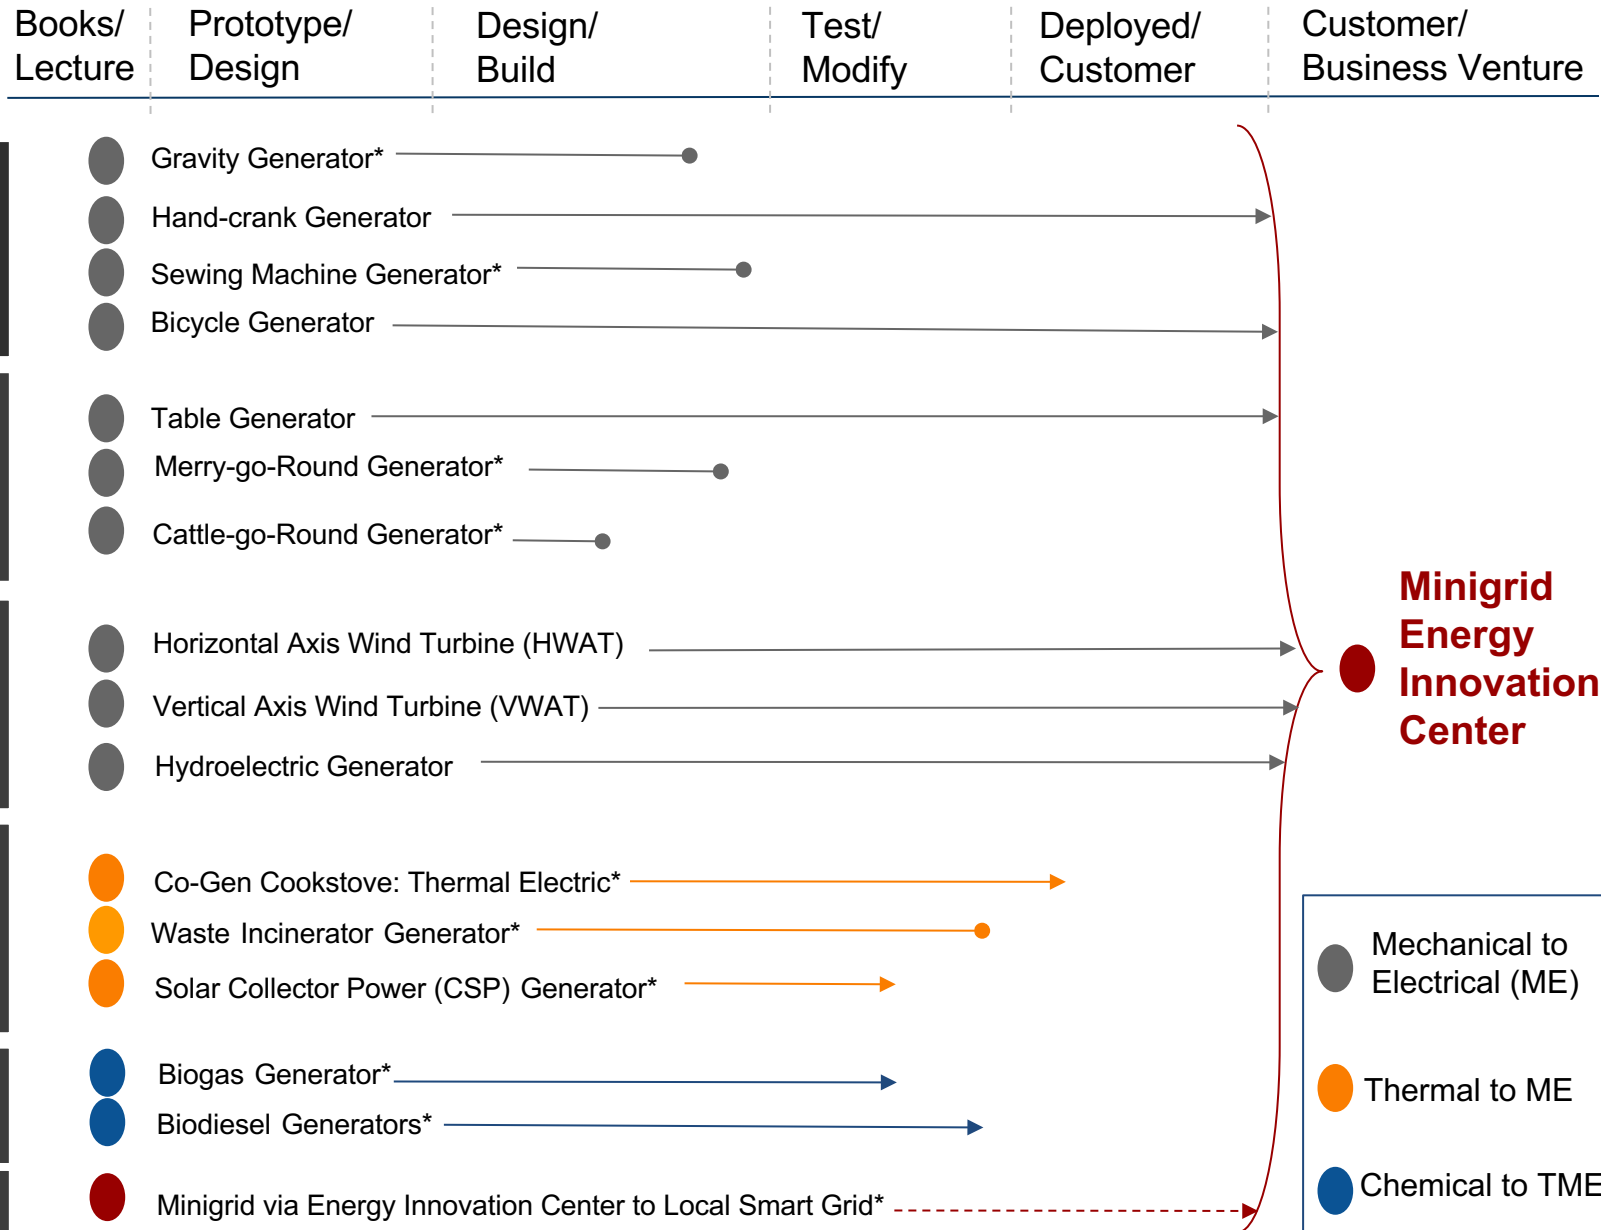 Books/
Lecture
Prototype/
Design
Design/
Build
Test/
Modify
Deployed/
Customer
Customer/
Business Venture
Gravity Generator*
Hand-crank Generator
Sewing Machine Generator*
Bicycle Generator
Table Generator
Merry-go-Round Generator*
Cattle-go-Round Generator*
Horizontal Axis Wind Turbine (HWAT)
Vertical Axis Wind Turbine (VWAT)
Hydroelectric Generator
Minigrid
Energy
Innovation
Center
Co-Gen Cookstove: Thermal Electric*
Waste Incinerator Generator*
Solar Collector Power (CSP) Generator*
Biogas Generator*
Biodiesel Generators*
Minigrid via Energy Innovation Center to Local Smart Grid*
Mechanical to
Electrical (ME)
Thermal to ME
Chemical to TME